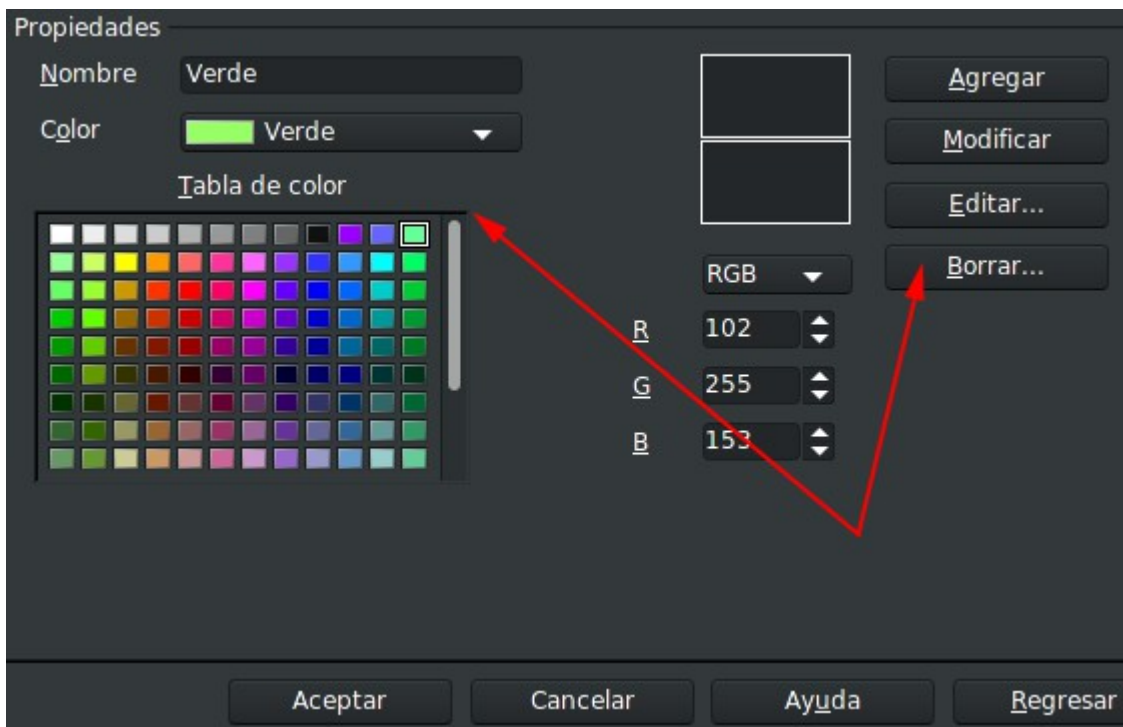 Propiedades
Nombre Verde
Color Verde
Tabla de color
Agregar
Modificar
Editar...
Borrar...
RGB
R 102
G 255
B 153
Aceptar Cancelar Ayuda Regresar